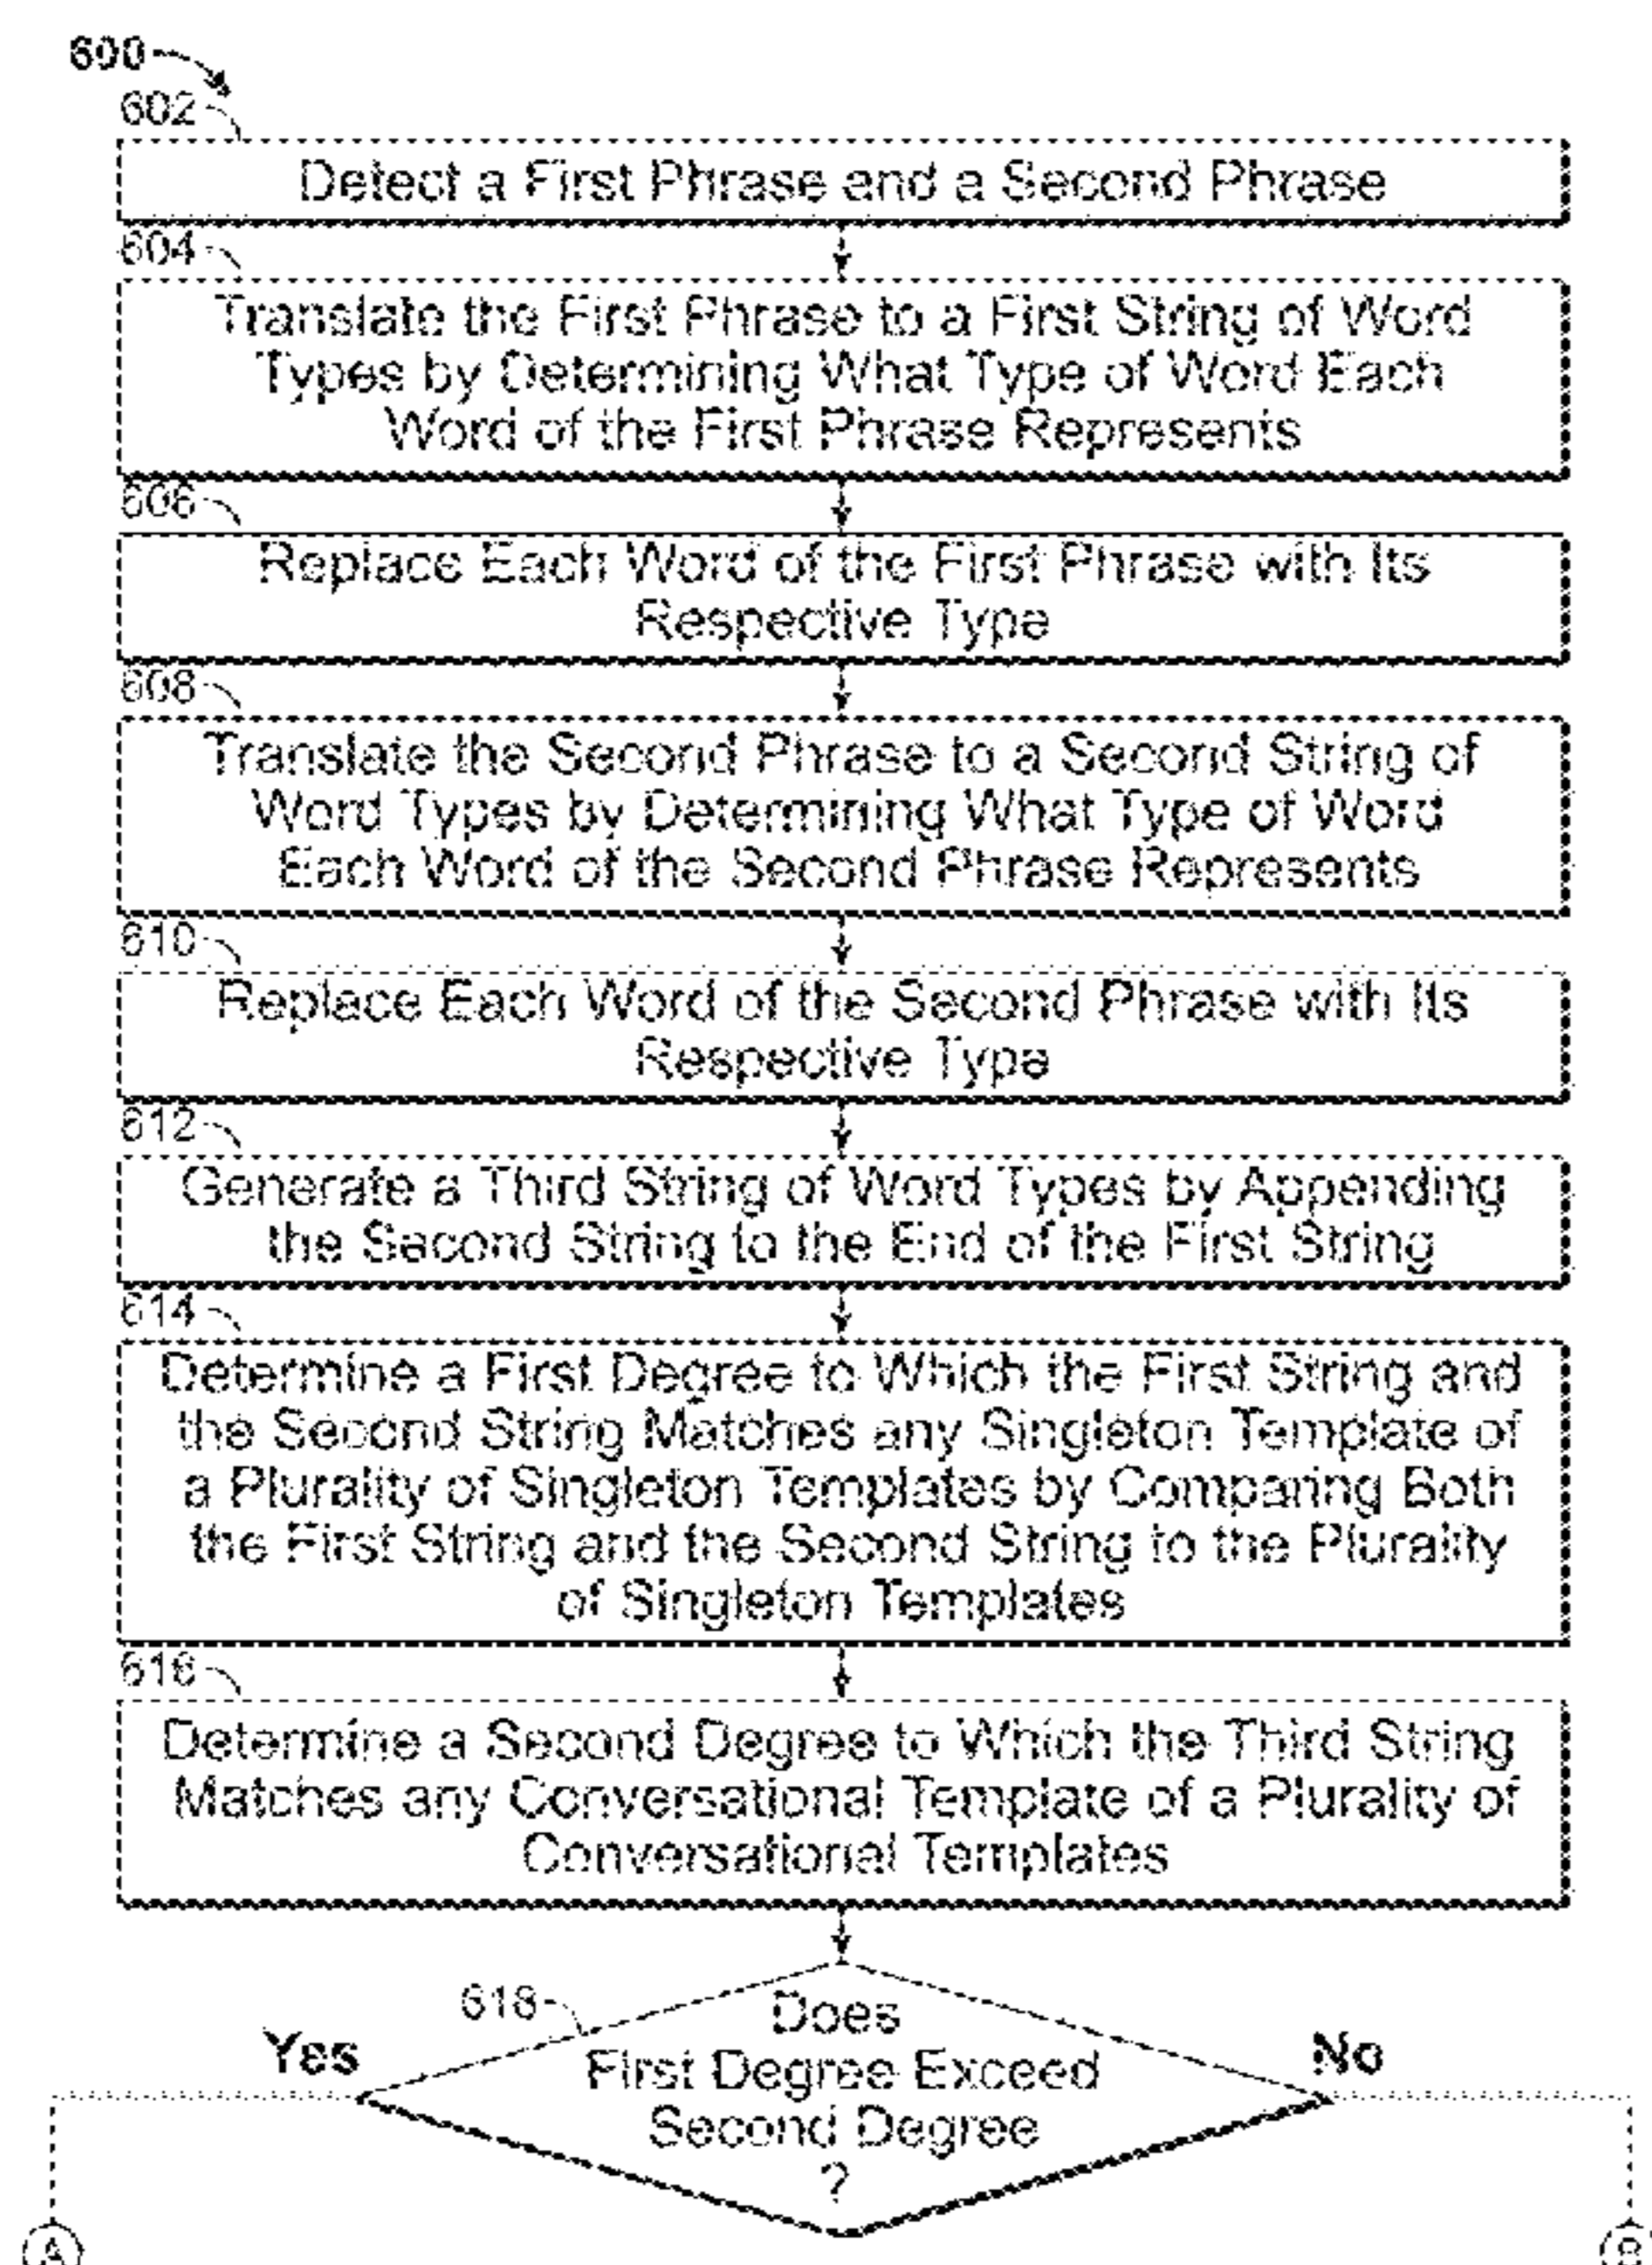 600
602
Detect a First Phrase and a Second Phrase
604
Translate the First Phrase to a First String of Word
Types by Determining What Type of Word Each
Word of the First Phrase Represents
606
Replace Each Word of the First Phrase with Its
Respective Type
608
Translate the Second Phrase to a Second String of
Word Types by Determining What Type of Word
Each Word of the Second Phrase Represents
610
Replace Each Word of the Second Phrase with Its
Respective Type
612
Generate a Third String of Word Types by Appending
the Second String to the End of the First String
614
Determine a First Degree to Which the First String and
the Second String Matches any Singleton Template of
a Plurality of Singleton Templates by Comparing Both
the First String and the Second String to the Plurality
of Singleton Templates
616
Determine a Second Degree to Which the Third String
Matches any Conversational Template of a Plurality of
Conversational Templates
618
Does
First Degree Exceed
Second Degree
?
Yes
No
A
B